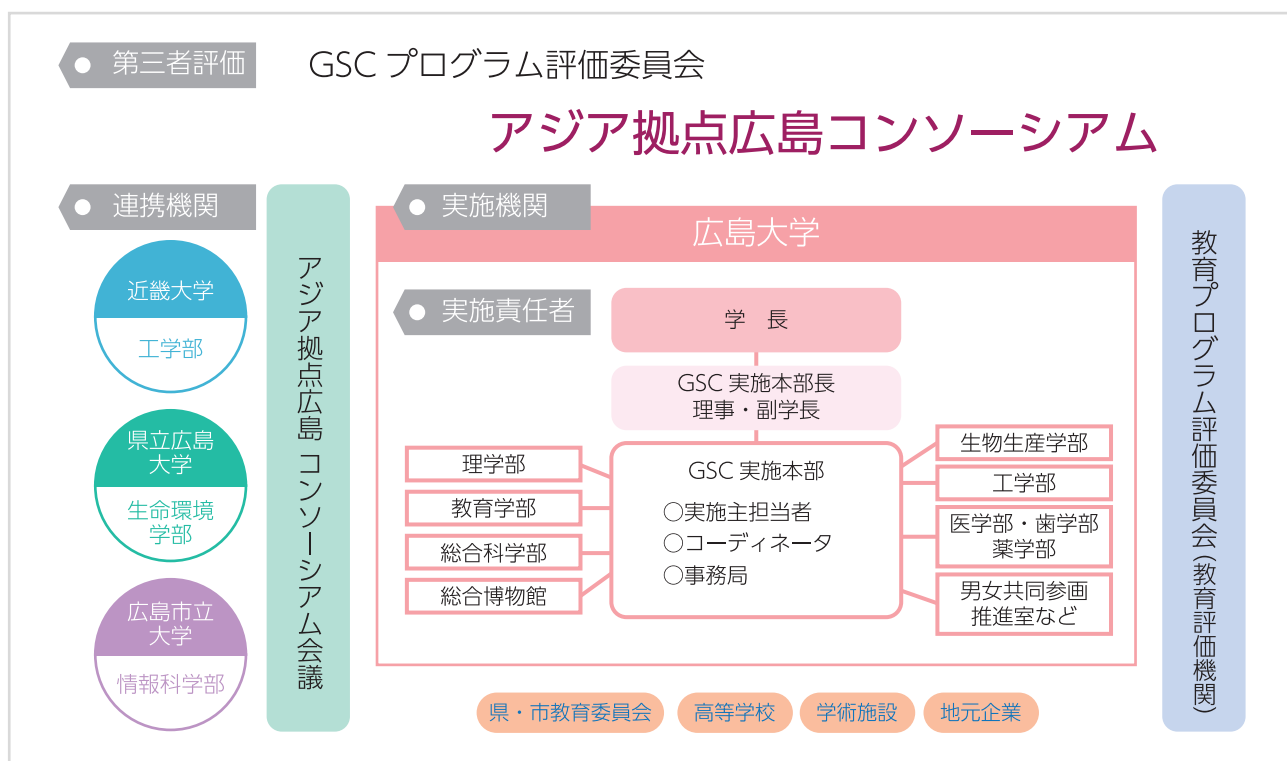 第三者評価
GSC プログラム評価委員会
アジア拠点広島コンソーシアム
連携機関
近畿大学
工学部
県立広島
大学
生命環境
学部
広島市立
大学
情報科学部
アジア拠点広島 コンソーシアム会議
実施機関
広島大学
実施責任者
学 長
GSC 実施本部長
理事・副学長
理学部
教育学部
総合科学部
総合博物館
GSC 実施本部
○実施主担当者
○コーディネータ
○事務局
生物生産学部
工学部
医学部・歯学部
薬学部
男女共同参画
推進室など
教育プログラム評価委員会(教育評価機関)
県・市教育委員会
高等学校
学術施設
地元企業